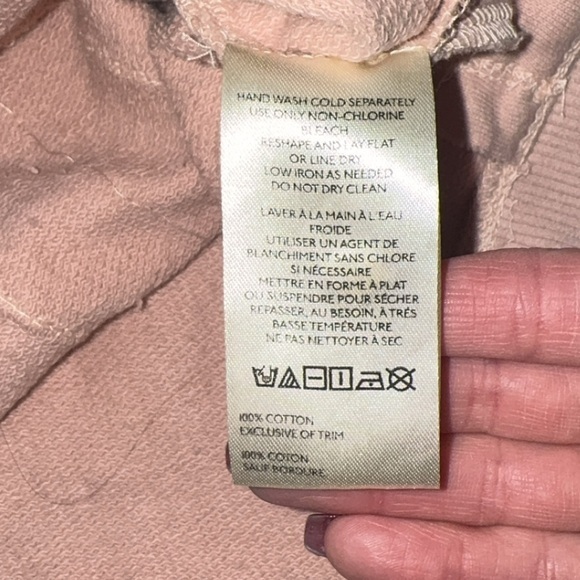 HAND WASH COLD SEPARATELY
USE ONLY NON-CHLORINE
BLEACH
RESHAPE AND LAY FLAT
OR LINE DRY
LOW IRON AS NEEDED
DO NOT DRY CLEAN
LAVER À LA MAIN À L'EAU
FROIDE
UTILISER UN AGENT DE
BLANCHIMENT SANS CHLORE
SI NÉCESSAIRE
METTRE EN FORME À PLAT
OU SUSPENDRE POUR SÉCHER
REPASSER, AU BESOIN, À TRÉS
BASSE TEMPÉRATURE
NE PAS NETTOYER À SEC
100% COTTON
EXCLUSIVE OF TRIM
100% COTON
SAUF BORDURE